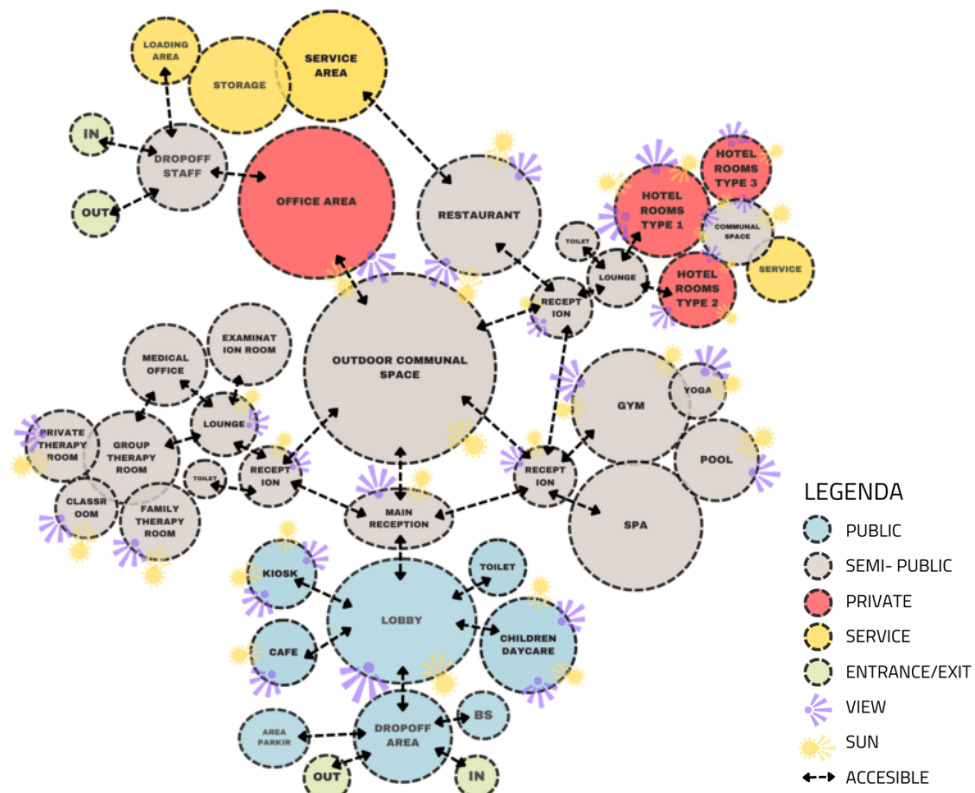 LOADING
AREA
STORAGE
SERVICE
AREA
IN
DROPOFF
STAFF
OUT
OFFICE AREA
RESTAURANT
HOTEL
ROOMS
TYPE 3
HOTEL
ROOMS
TYPE 1
COMMUNAL
SPACE
TOILET
LOUNGE
SERVICE
HOTEL
ROOMS
TYPE 2
RECEPT
ION
OUTDOOR COMMUNAL
SPACE
EXAMINAT
ION ROOM
MEDICAL
OFFICE
LOUNGE
PRIVATE
THERAPY
ROOM
GROUP
THERAPY
ROOM
TOILET
RECEPT
ION
CLASSR
OOM
FAMILY
THERAPY
ROOM
GYM
YOGA
POOL
RECEPT
ION
SPA
MAIN
RECEPTION
KIOSK
TOILET
LOBBY
CAFE
CHILDREN
DAYCARE
AREA
PARKIR
DROPOFF
AREA
BS
OUT
IN
LEGENDA
PUBLIC
SEMI- PUBLIC
PRIVATE
SERVICE
ENTRANCE/EXIT
VIEW
SUN
ACCESIBLE